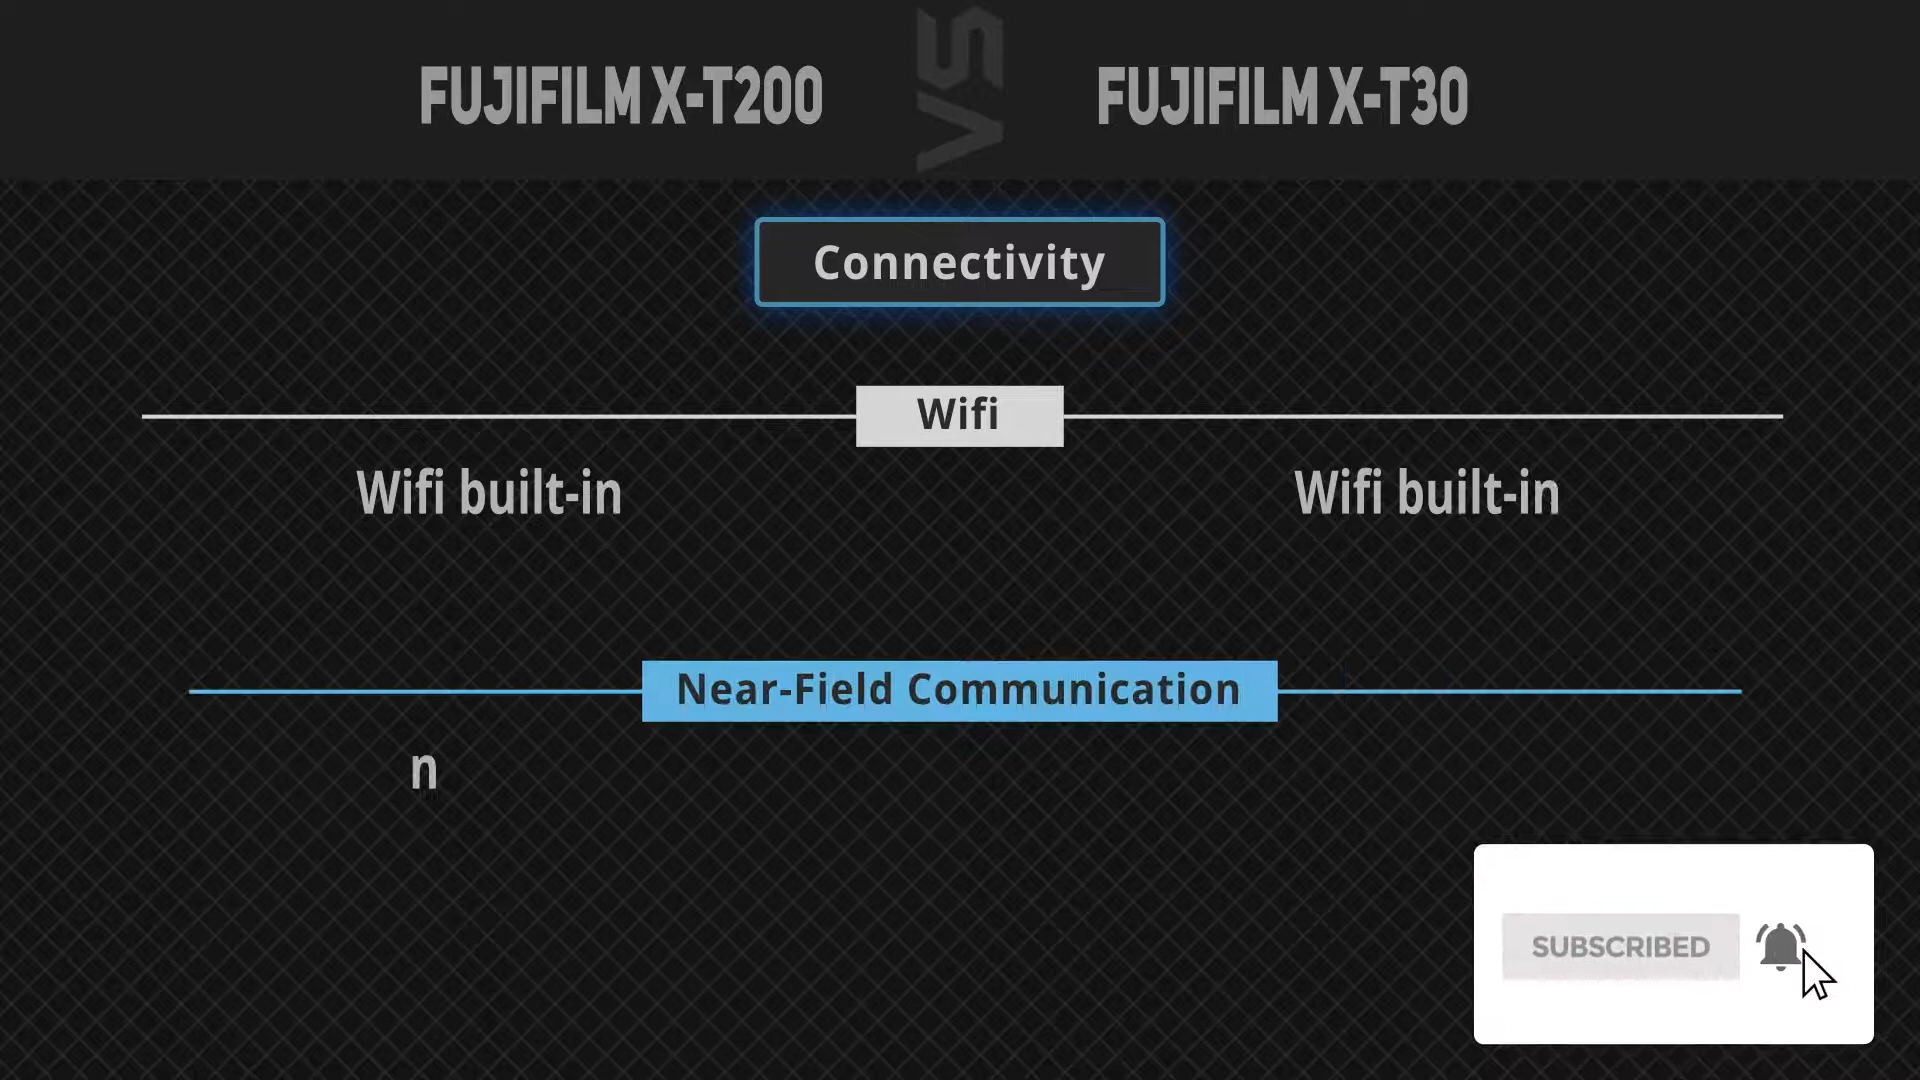 FUJIFILM X-T200
VS
FUJIFILM X-T30
Connectivity
Wifi
Wifi built-in
Wifi built-in
Near-Field Communication
n
SUBSCRIBED